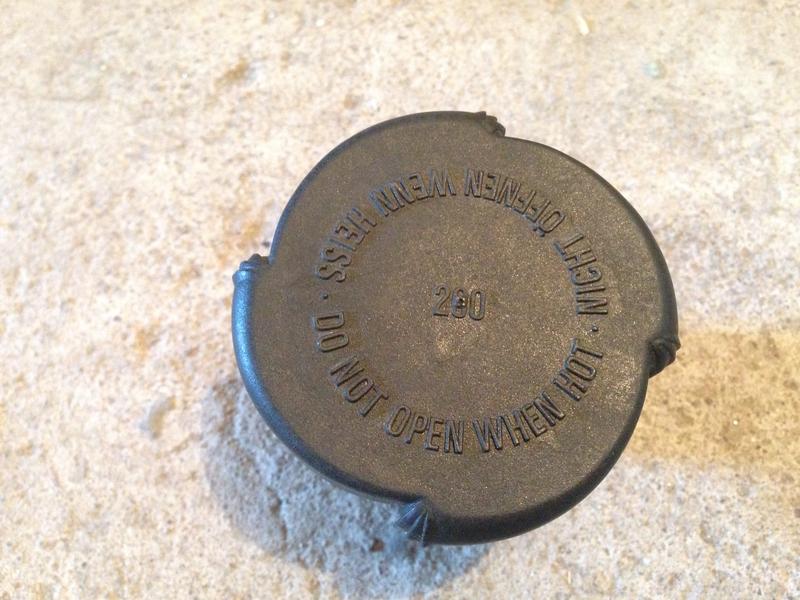 NICHT ÖFFNEN WENN HEISS ·
200
DO NOT OPEN WHEN HOT ·